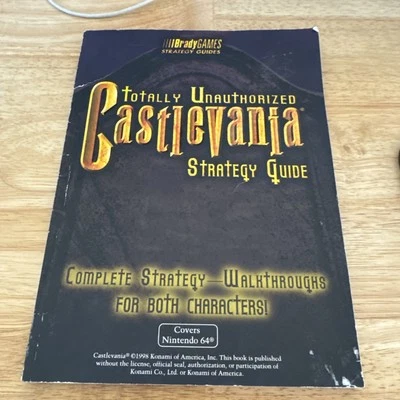 BradyGAMES
STRATEGY GUIDES
TOTALLY UNAUTHORIZED
Castlevania®
STRATEGY GUIDE
COMPLETE STRATEGY—WALKTHROUGHS
FOR BOTH CHARACTERS!
Covers
Nintendo 64®
Castlevania® ©1998 Konami of America, Inc. This book is published
without the license, official seal, authorization, or participation of
Konami Co., Ltd. or Konami of America.